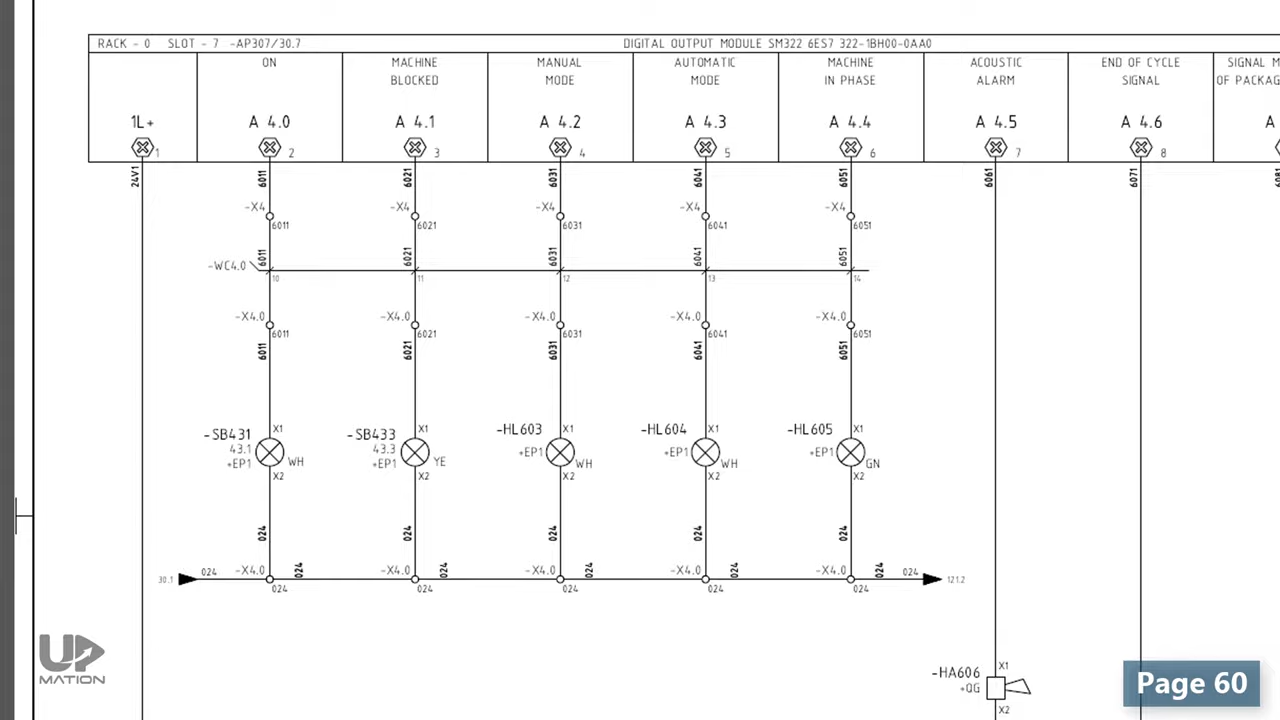 RACK - 0 SLOT - 7 -AP307/30.7 DIGITAL OUTPUT MODULE SM322 6ES7 322-1BH00-0AA0
ON MACHINE MANUAL AUTOMATIC MACHINE ACOUSTIC END OF CYCLE SIGNAL M
BLOCKED MODE MODE IN PHASE ALARM SIGNAL OF PACKAG
1L+ A 4.0 A 4.1 A 4.2 A 4.3 A 4.4 A 4.5 A 4.6 A
1 2 3 4 5 6 7 8
24V1 6011 6021 6031 6041 6051 6061 6071 6081
-X4 -X4 -X4 -X4 -X4
6011 6021 6031 6041 6051
6011 6021 6031 6041 6051
-WC4.0
10 11 12 13 14
-X4.0 -X4.0 -X4.0 -X4.0 -X4.0
6011 6021 6031 6041 6051
6011 6021 6031 6041 6051
X1 X1 X1 X1 X1
-SB431 -SB433 -HL603 -HL604 -HL605
43.1 43.3
+EP1 +EP1 +EP1 +EP1 +EP1
WH YE WH WH GN
X2 X2 X2 X2 X2
024 024 024 024 024
30.1 024 -X4.0 024 -X4.0 024 -X4.0 024 -X4.0 024 -X4.0 024 024 121.2
024 024 024 024 024
-HA606 X1
+QG
X2
UP
MATION
Page 60